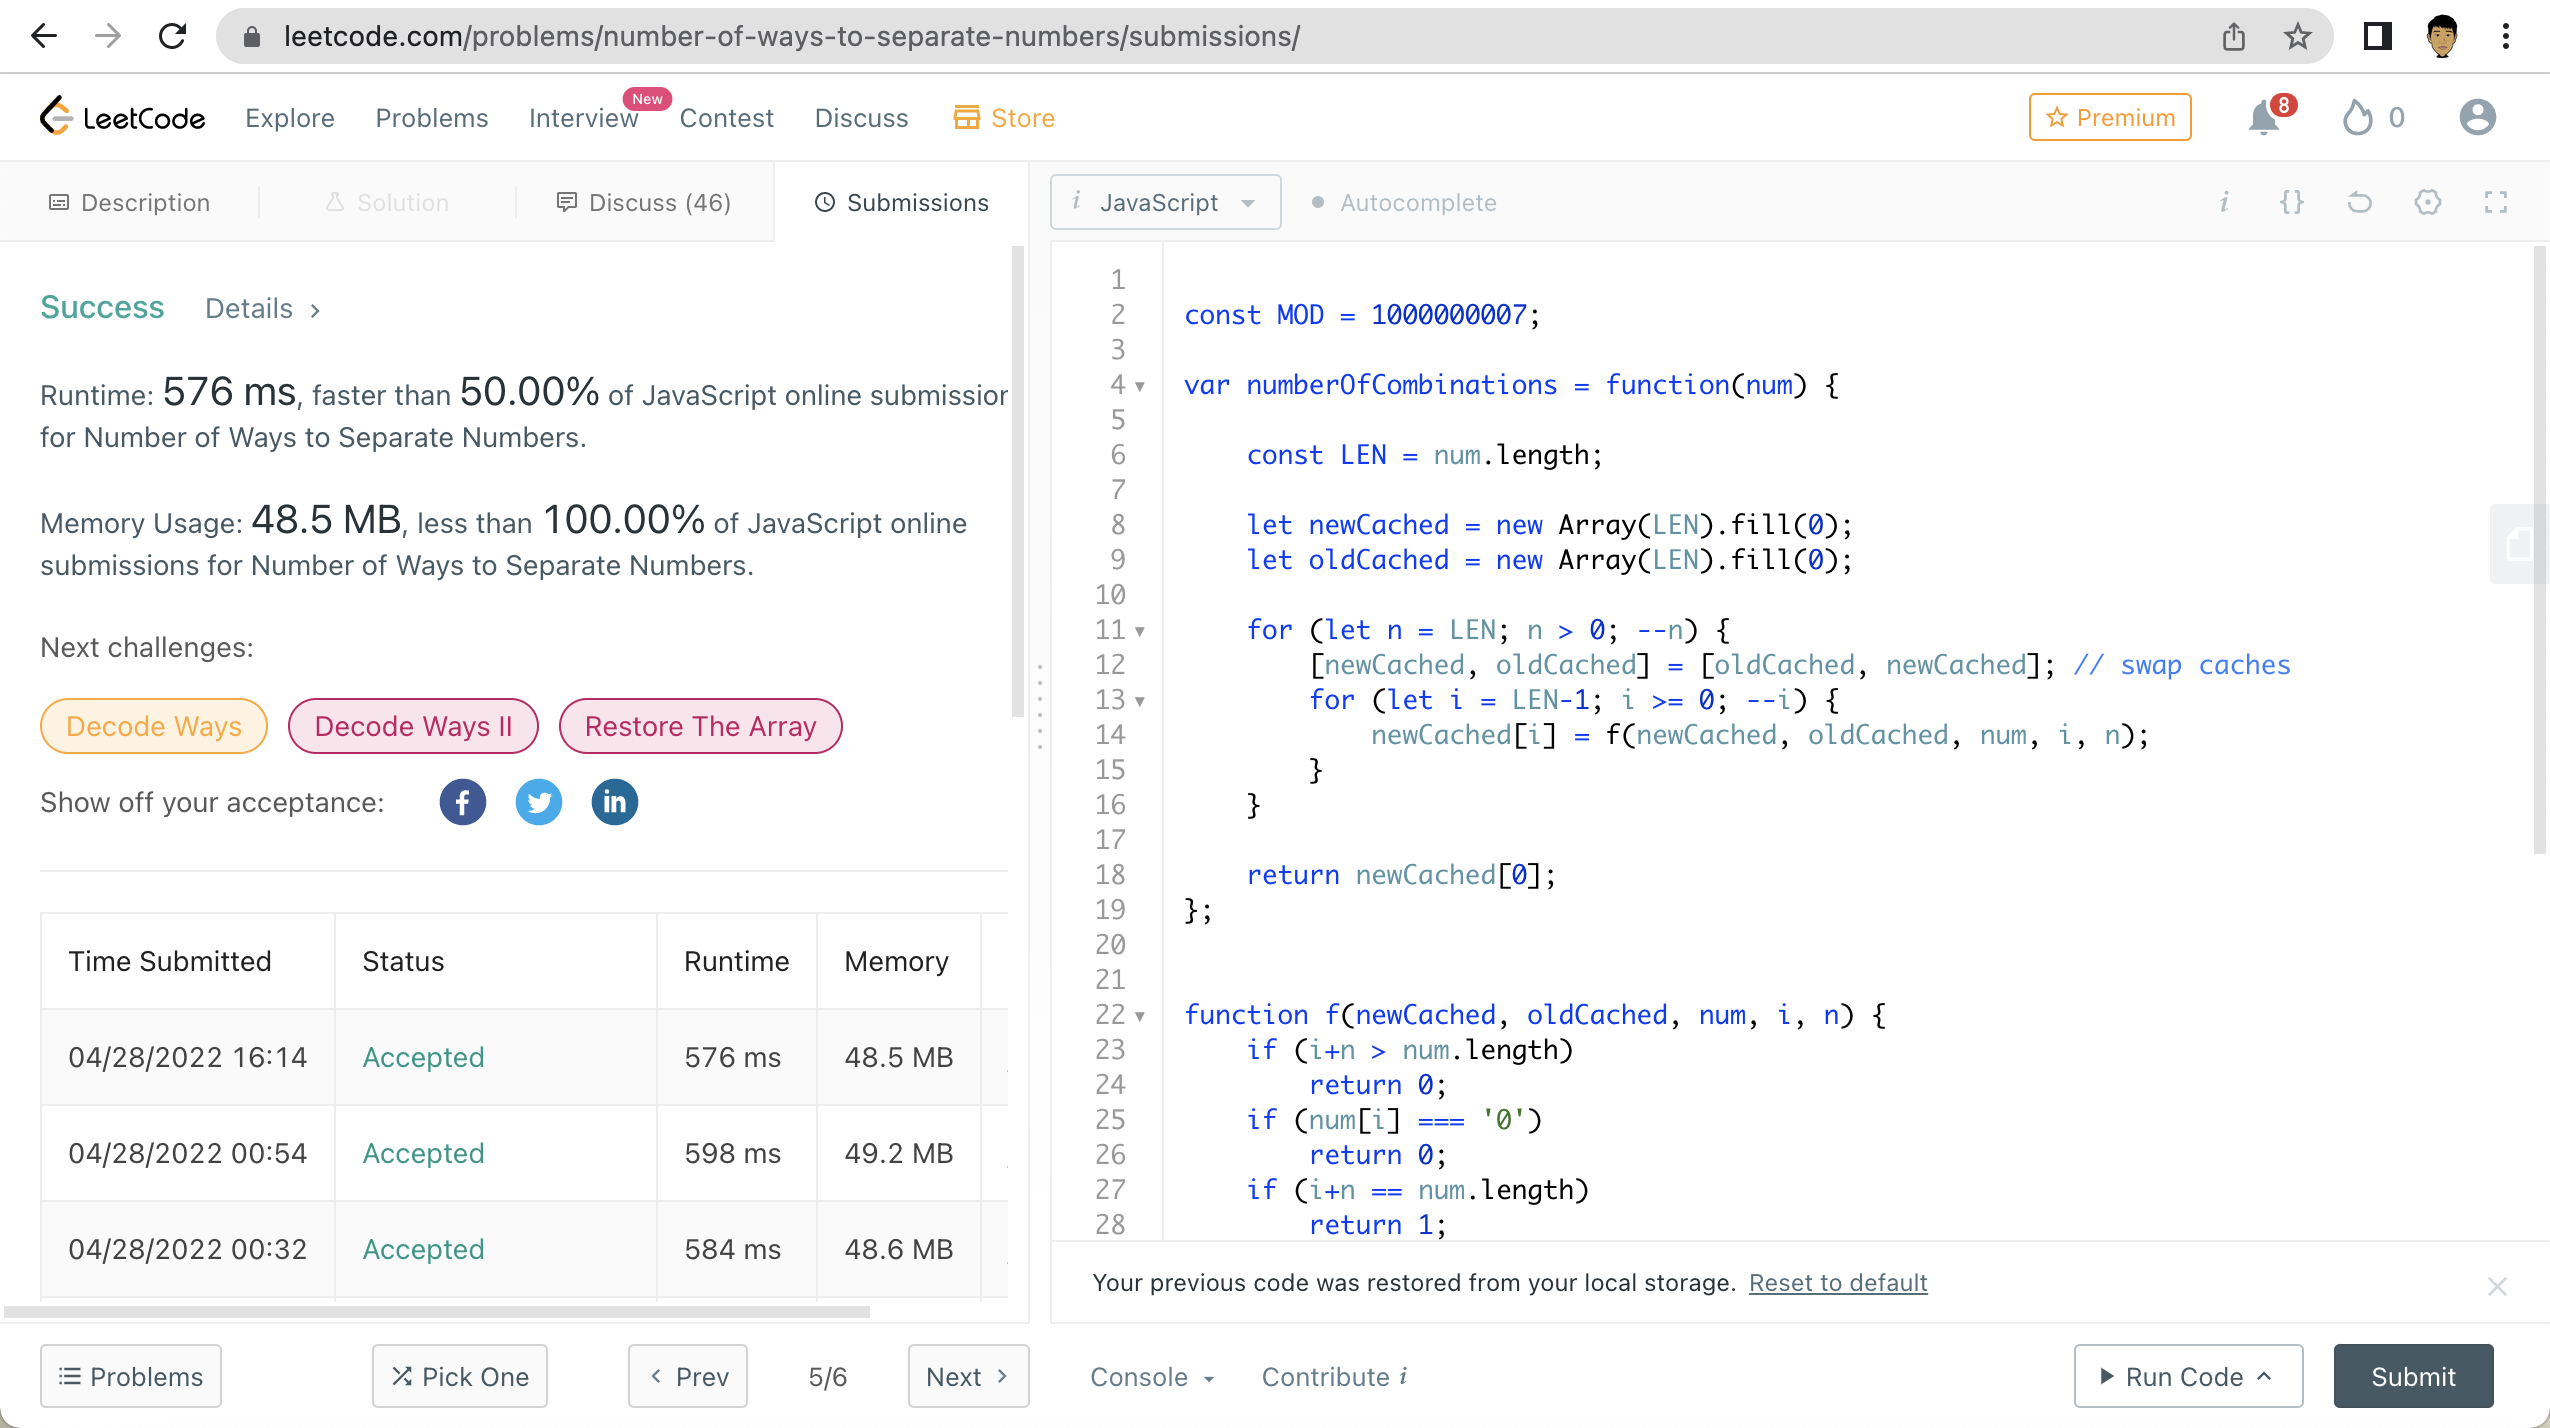 leetcode.com/problems/number-of-ways-to-separate-numbers/submissions/
LeetCode Explore Problems Interview New Contest Discuss Store Premium 8 0
Description Solution Discuss (46) Submissions
Success Details >
Runtime: 576 ms, faster than 50.00% of JavaScript online submission
for Number of Ways to Separate Numbers.
Memory Usage: 48.5 MB, less than 100.00% of JavaScript online
submissions for Number of Ways to Separate Numbers.
Next challenges:
Decode Ways Decode Ways II Restore The Array
Show off your acceptance: f in
Time Submitted Status Runtime Memory
04/28/2022 16:14 Accepted 576 ms 48.5 MB
04/28/2022 00:54 Accepted 598 ms 49.2 MB
04/28/2022 00:32 Accepted 584 ms 48.6 MB
Problems Pick One < Prev 5/6 Next >
i JavaScript Autocomplete i {}
1
2 const MOD = 1000000007;
3
4 var numberOfCombinations = function(num) {
5
6     const LEN = num.length;
7
8     let newCached = new Array(LEN).fill(0);
9     let oldCached = new Array(LEN).fill(0);
10
11     for (let n = LEN; n > 0; --n) {
12         [newCached, oldCached] = [oldCached, newCached]; // swap caches
13         for (let i = LEN-1; i >= 0; --i) {
14             newCached[i] = f(newCached, oldCached, num, i, n);
15         }
16     }
17
18     return newCached[0];
19 };
20
21
22 function f(newCached, oldCached, num, i, n) {
23     if (i+n > num.length)
24         return 0;
25     if (num[i] === '0')
26         return 0;
27     if (i+n == num.length)
28         return 1;
Your previous code was restored from your local storage. Reset to default
Console Contribute i Run Code Submit